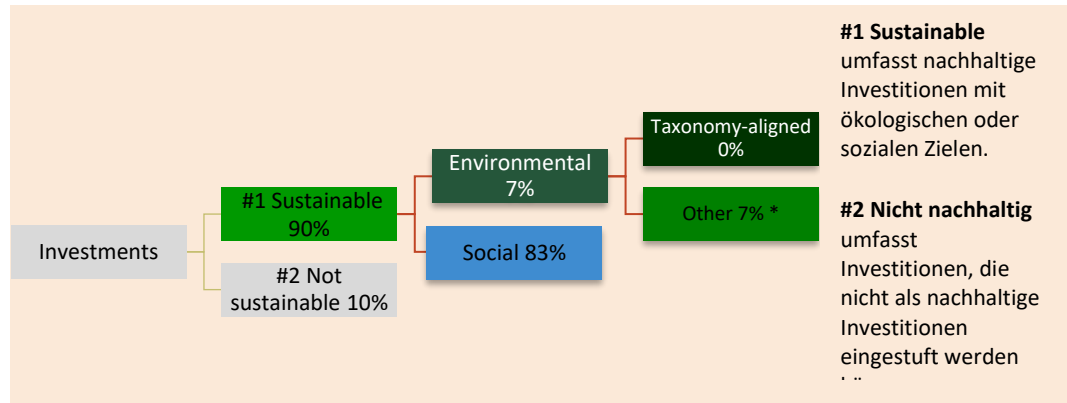 Investments
#1 Sustainable
90%
#2 Not
sustainable 10%
Environmental
7%
Social 83%
Taxonomy-aligned
0%
Other 7% *
#1 Sustainable
umfasst nachhaltige
Investitionen mit
ökologischen oder
sozialen Zielen.
#2 Nicht nachhaltig
umfasst
Investitionen, die
nicht als nachhaltige
Investitionen
eingestuft werden